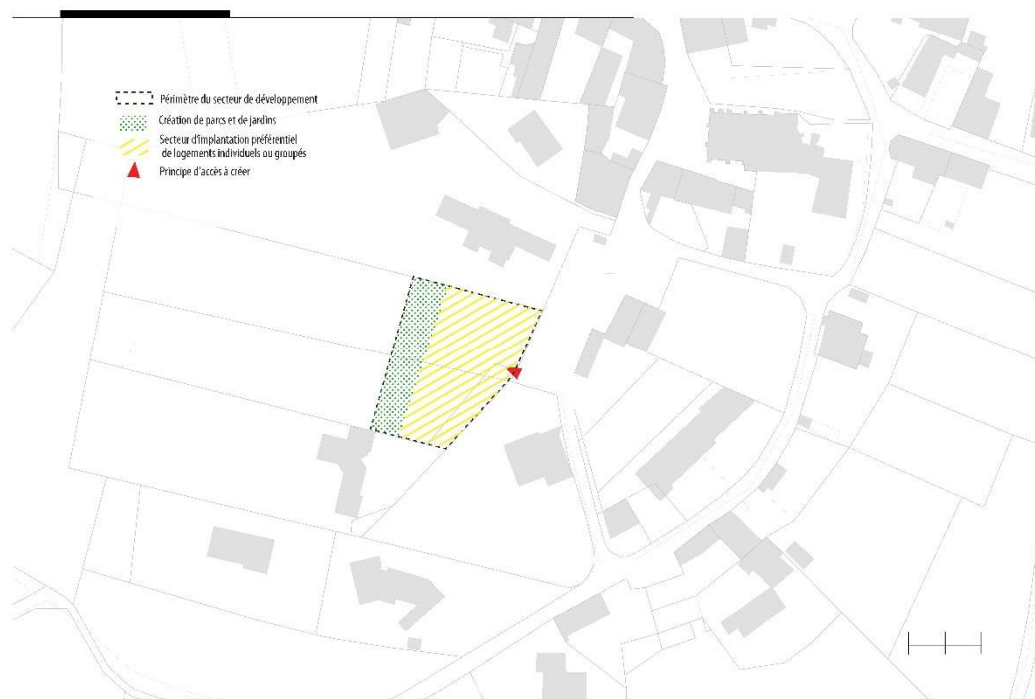 Périmètre du secteur de développement
Création de parcs et de jardins
Secteur d'implantation préférentiel
de logements individuels ou groupés
Principe d'accès à créer